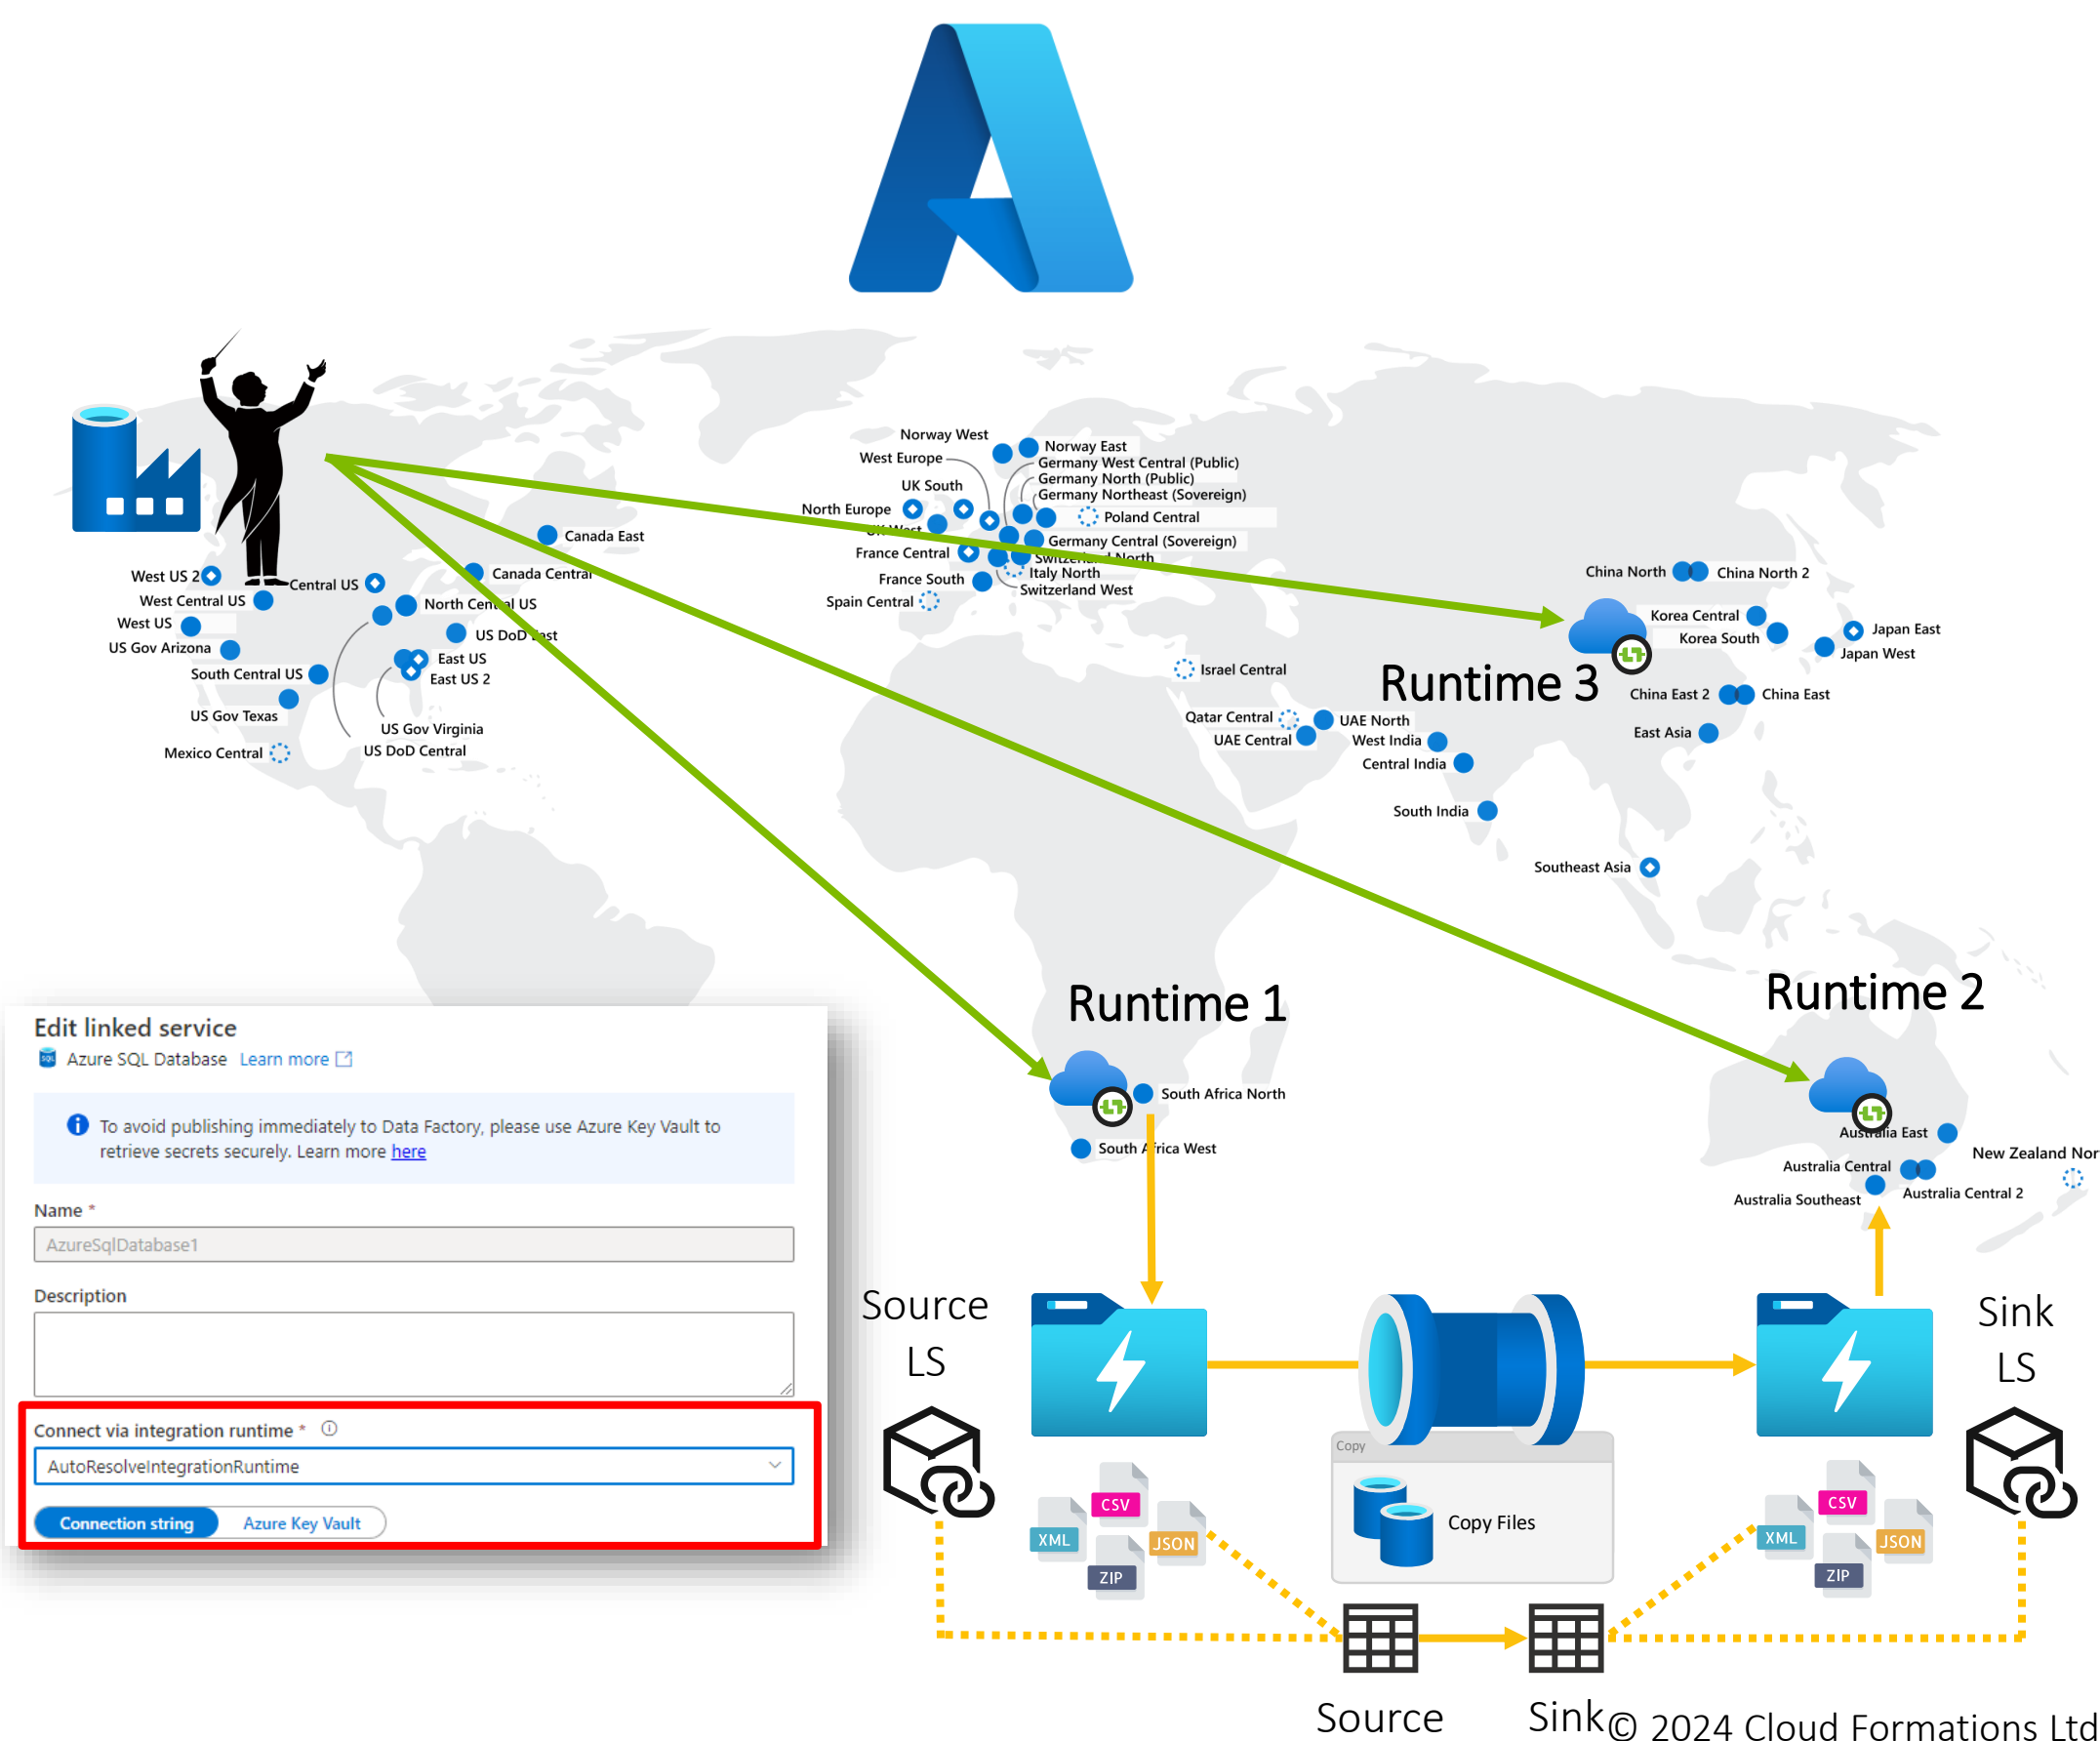 Norway West
Norway East
West Europe
Germany West Central (Public)
Germany North (Public)
UK South
Germany Northeast (Sovereign)
North Europe
Poland Central
UK West
Canada East
Germany Central (Sovereign)
France Central
Switzerland North
Italy North
Canada Central
France South
Switzerland West
Spain Central
West US 2
Central US
West Central US
North Central US
West US
US DoD East
US Gov Arizona
East US
South Central US
East US 2
US Gov Texas
US Gov Virginia
Mexico Central
US DoD Central
China North
China North 2
Korea Central
Korea South
Japan East
Japan West
Israel Central
Runtime 3
China East 2
China East
Qatar Central
UAE North
UAE Central
West India
East Asia
Central India
South India
Southeast Asia
Runtime 1
Runtime 2
South Africa North
South Africa West
Australia East
New Zealand Nor
Australia Central
Australia Southeast
Australia Central 2
Edit linked service
SQL
Azure SQL Database Learn more
To avoid publishing immediately to Data Factory, please use Azure Key Vault to
retrieve secrets securely. Learn more here
Name *
AzureSqlDatabase1
Description
Connect via integration runtime *
AutoResolveIntegrationRuntime
Connection string
Azure Key Vault
Source
LS
Sink
LS
Copy
Copy Files
CSV
XML
JSON
ZIP
CSV
XML
JSON
ZIP
Source
Sink
© 2024 Cloud Formations Ltd